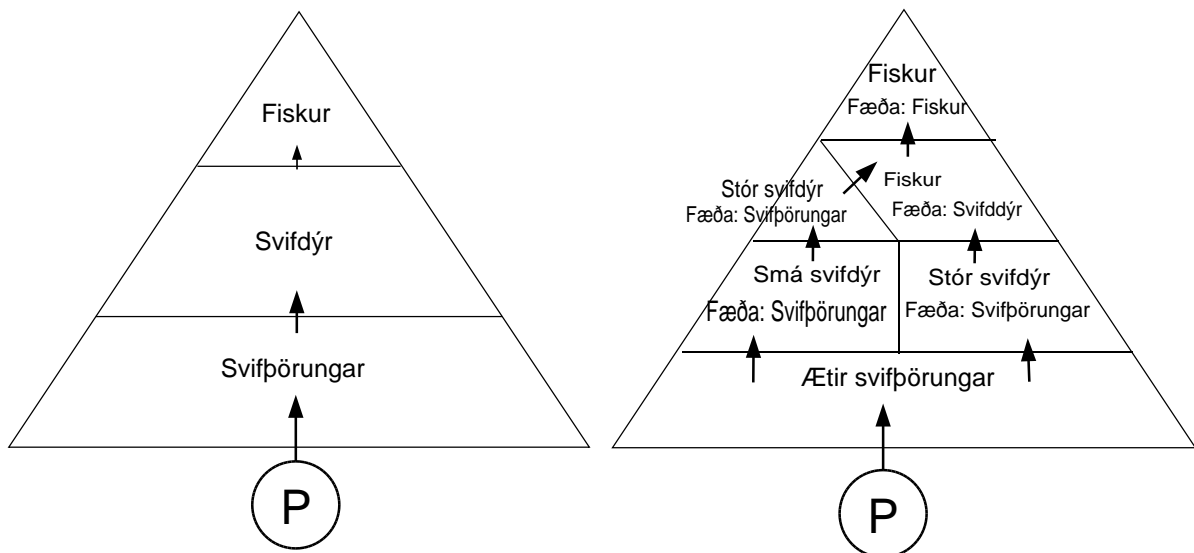 Fiskur
Svifdýr
Svifþörungar
P
Fiskur
Fæða: Fiskur
Stór svifdýr
Fæða: Svifþörungar
Fiskur
Fæða: Svifddýr
Smá svifdýr
Fæða: Svifþörungar
Stór svifdýr
Fæða: Svifþörungar
Ætir svifþörungar
P